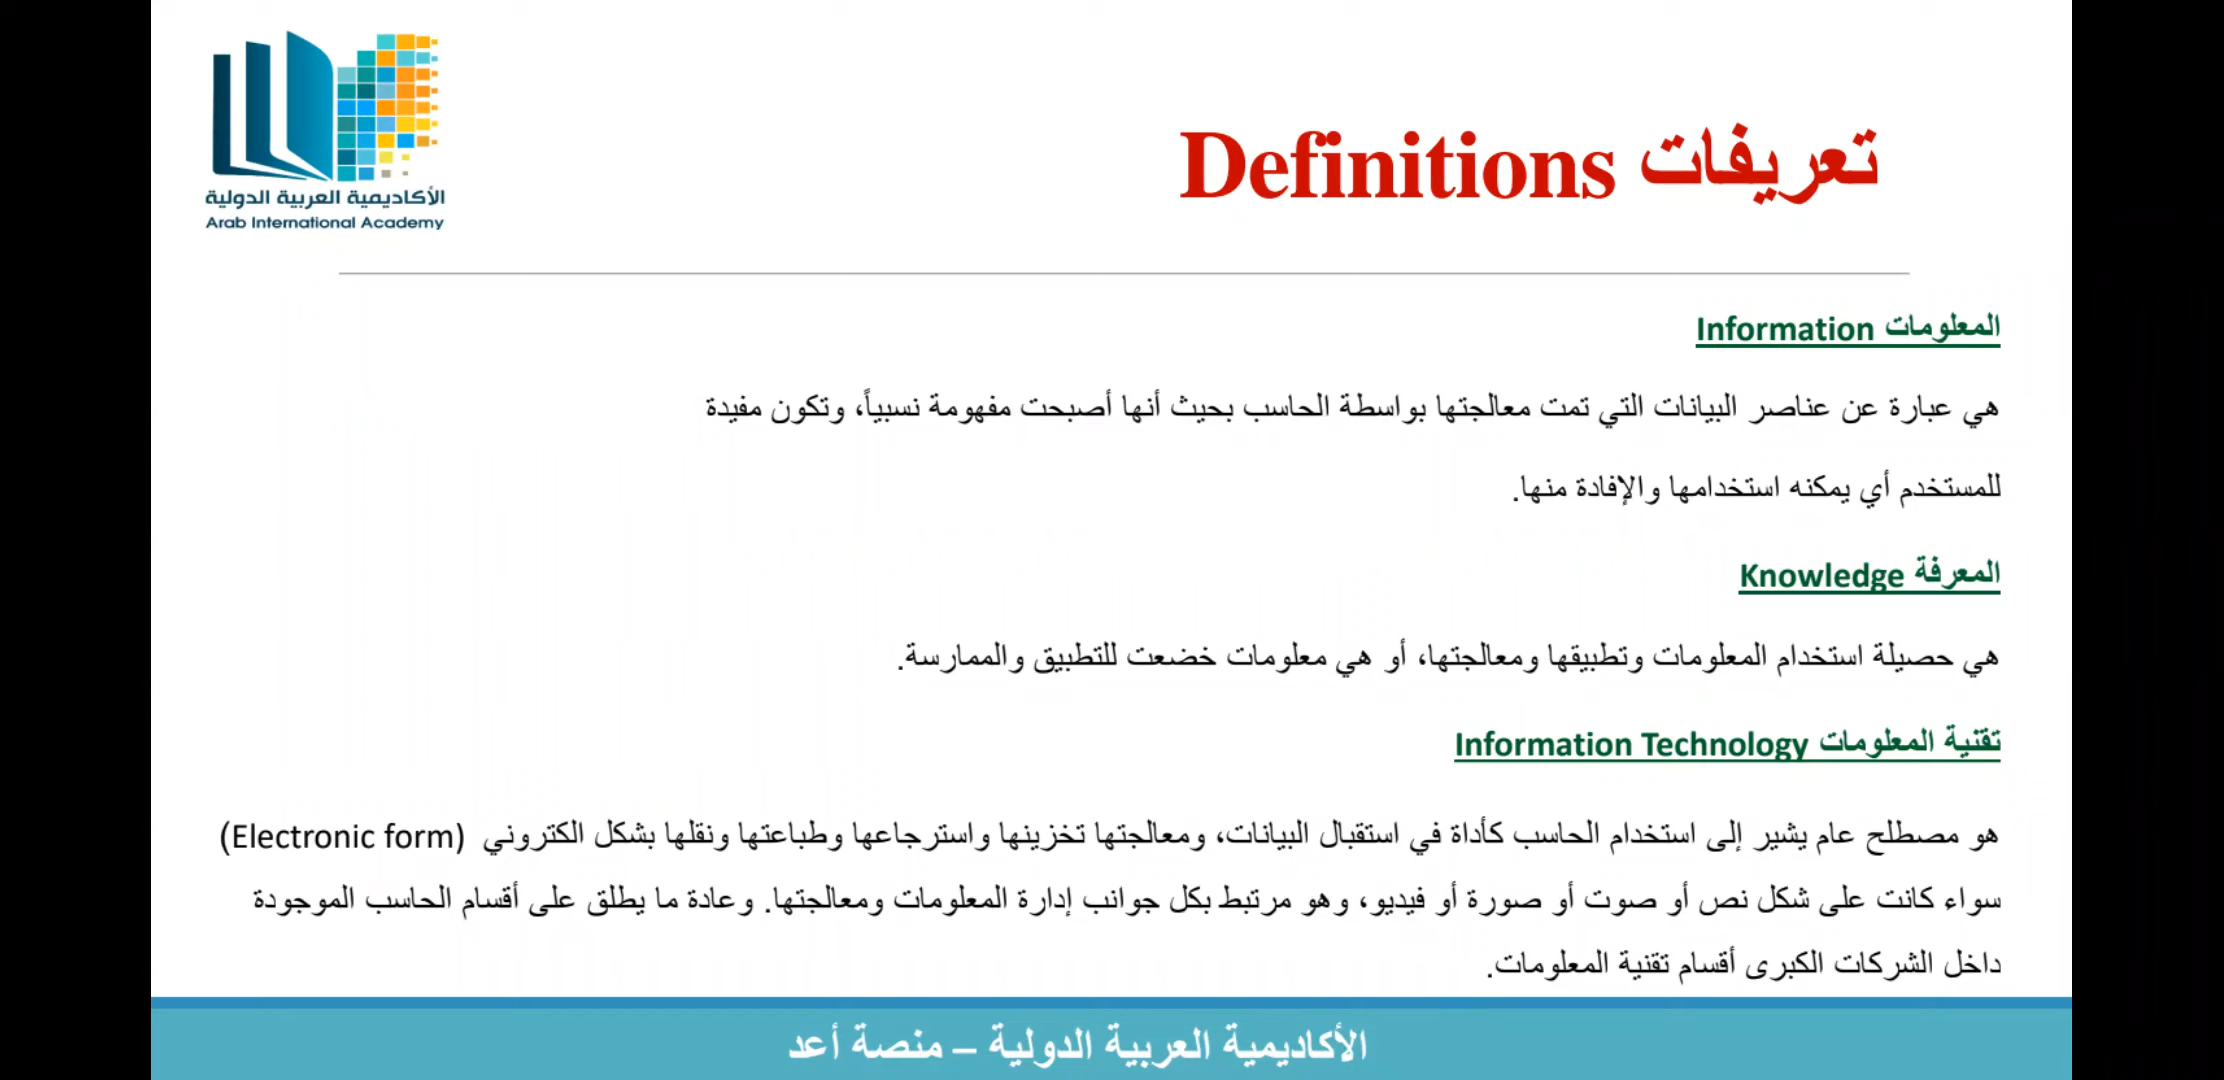 الأكاديمية العربية الدولية
Arab International Academy
تعريفات Definitions
المعلومات Information
هي عبارة عن عناصر البيانات التي تمت معالجتها بواسطة الحاسب بحيث أنها أصبحت مفهومة نسبياً، وتكون مفيدة
للمستخدم أي يمكنه استخدامها والإفادة منها.
المعرفة Knowledge
هي حصيلة استخدام المعلومات وتطبيقها ومعالجتها، أو هي معلومات خضعت للتطبيق والممارسة.
تقنية المعلومات Information Technology
هو مصطلح عام يشير إلى استخدام الحاسب كأداة في استقبال البيانات، ومعالجتها تخزينها واسترجاعها وطباعتها ونقلها بشكل الكتروني (Electronic form)
سواء كانت على شكل نص أو صوت أو صورة أو فيديو، وهو مرتبط بكل جوانب إدارة المعلومات ومعالجتها. وعادة ما يطلق على أقسام الحاسب الموجودة
داخل الشركات الكبرى أقسام تقنية المعلومات.
الأكاديمية العربية الدولية – منصة أعد